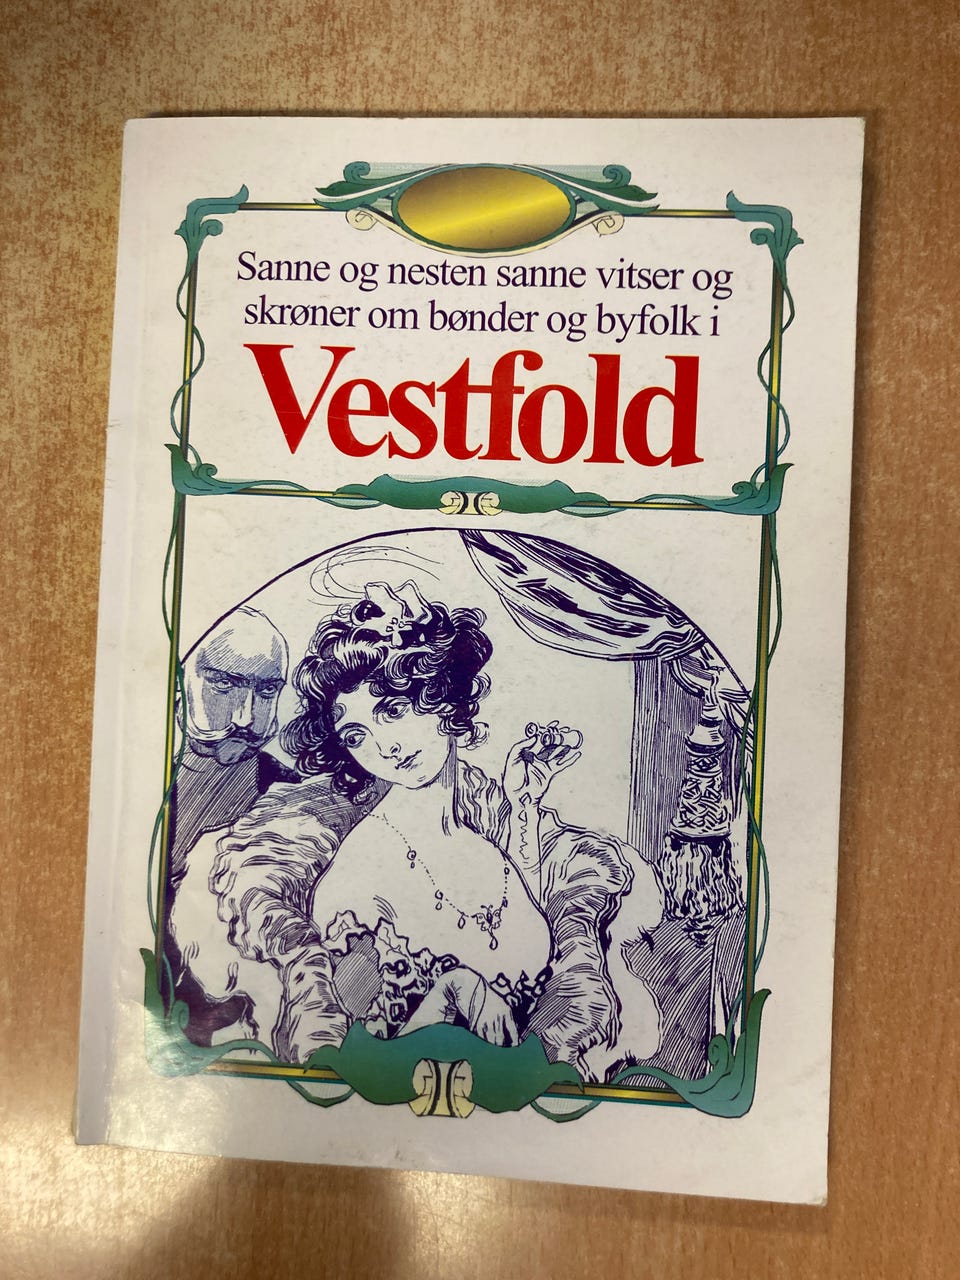 Sanne og nesten sanne vitser og
skrøner om bønder og byfolk i
Vestfold